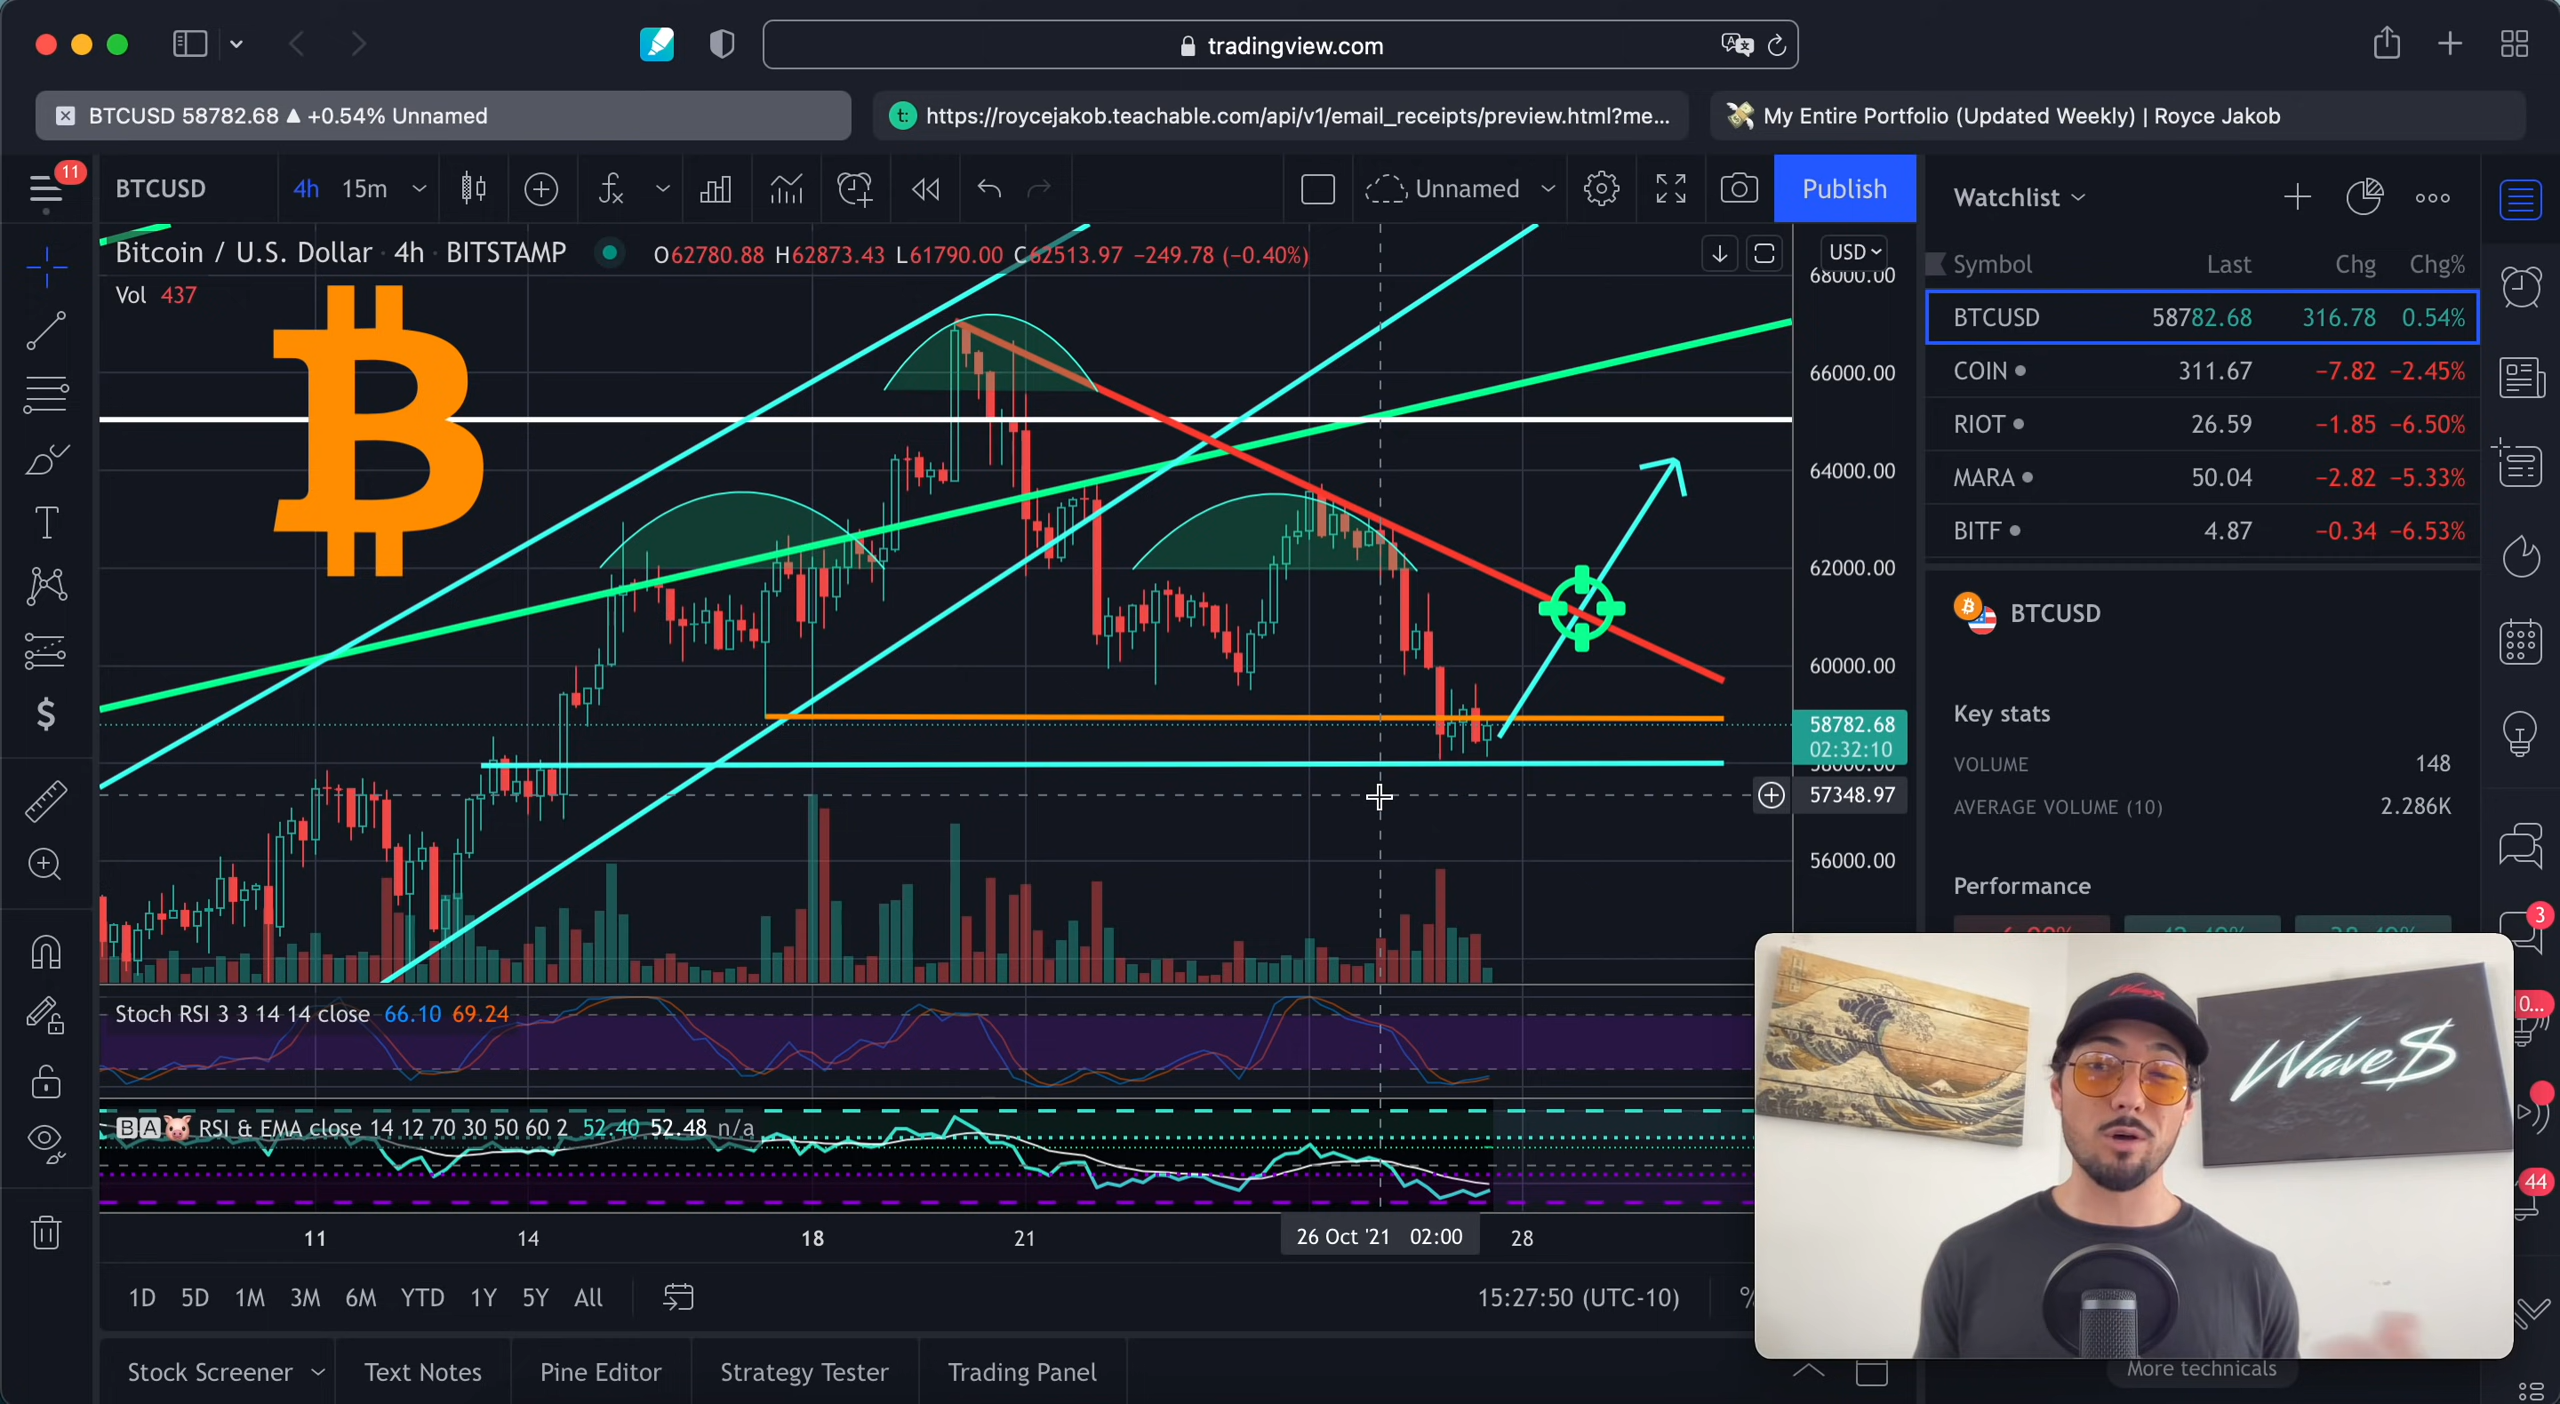 tradingview.com
BTCUSD 58782.68 ▲ +0.54% Unnamed
https://roycejakob.teachable.com/api/v1/email_receipts/preview.html?me...
My Entire Portfolio (Updated Weekly) | Royce Jakob
11
BTCUSD
4h
15m
Unnamed
Publish
Watchlist
Bitcoin / U.S. Dollar · 4h · BITSTAMP
O62780.88 H62873.43 L61790.00 C62513.97 −249.78 (−0.40%)
USD
Vol 437
Symbol Last Chg Chg%
BTCUSD 58782.68 316.78 0.54%
COIN 311.67 −7.82 −2.45%
RIOT 26.59 −1.85 −6.50%
MARA 50.04 −2.82 −5.33%
BITF 4.87 −0.34 −6.53%
68000.00
66000.00
64000.00
62000.00
60000.00
58782.68
02:32:10
58000.00
57348.97
56000.00
BTCUSD
Key stats
VOLUME 148
AVERAGE VOLUME (10) 2.286K
Performance
Stoch RSI 3 3 14 14 close 66.10 69.24
BA RSI & EMA close 14 12 70 30 50 60 2 52.40 52.48 n/a
11 14 18 21 26 Oct '21 02:00 28
1D 5D 1M 3M 6M YTD 1Y 5Y All
15:27:50 (UTC-10)
%
Stock Screener
Text Notes
Pine Editor
Strategy Tester
Trading Panel
3
0...
44
Wave$
Wave$
More technicals